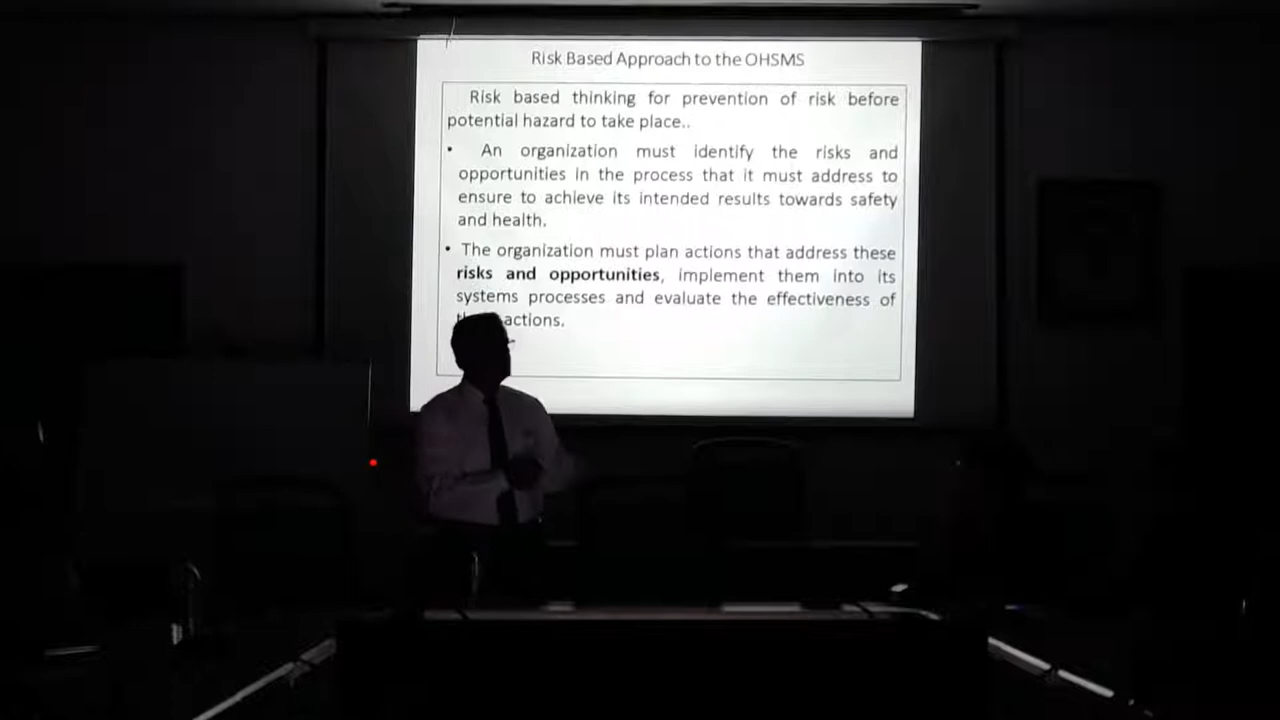 Risk Based Approach to the OHSMS
Risk based thinking for prevention of risk before
potential hazard to take place..
• An organization must identify the risks and
opportunities in the process that it must address to
ensure to achieve its intended results towards safety
and health.
• The organization must plan actions that address these
risks and opportunities, implement them into its
systems processes and evaluate the effectiveness of
actions.